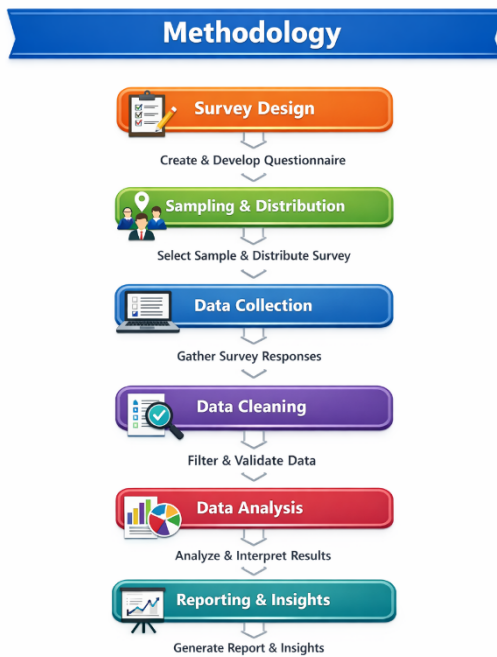 Methodology
Survey Design
Create & Develop Questionnaire
Sampling & Distribution
Select Sample & Distribute Survey
Data Collection
Gather Survey Responses
Data Cleaning
Filter & Validate Data
Data Analysis
Analyze & Interpret Results
Reporting & Insights
Generate Report & Insights